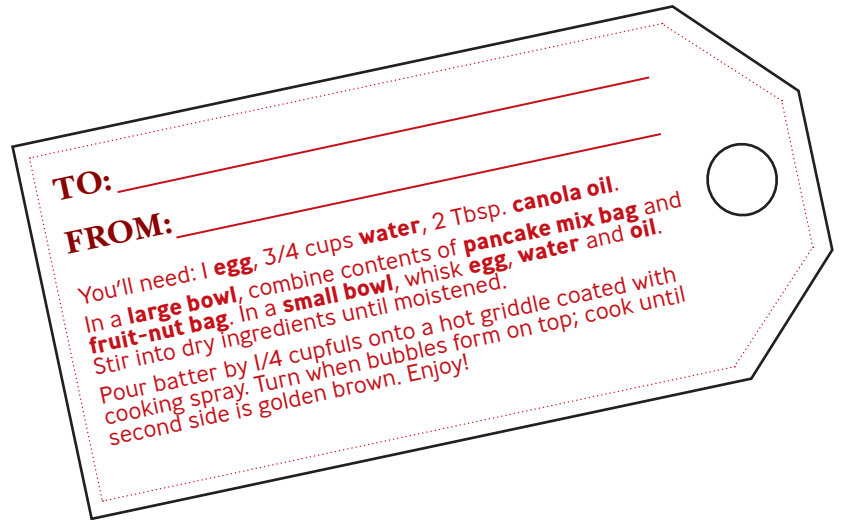 TO:
FROM:
You'll need: 1 egg, 3/4 cups water, 2 Tbsp. canola oil.
In a large bowl, combine contents of pancake mix bag and
fruit-nut bag. In a small bowl, whisk egg, water and oil.
Stir into dry ingredients until moistened.
Pour batter by 1/4 cupfuls onto a hot griddle coated with
cooking spray. Turn when bubbles form on top; cook until
second side is golden brown. Enjoy!